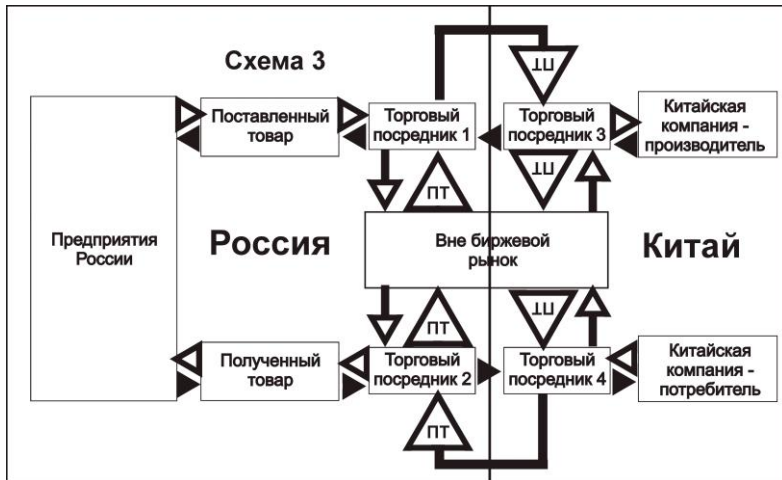 Схема 3
Поставленный
товар
Торговый
посредник 1
ПТ
Торговый
посредник 3
Китайская
компания -
производитель
ПТ
ПТ
Предприятия
России
Россия
Вне биржевой
рынок
Китай
ПТ
ПТ
Полученный
товар
Торговый
посредник 2
Торговый
посредник 4
Китайская
компания -
потребитель
ПТ